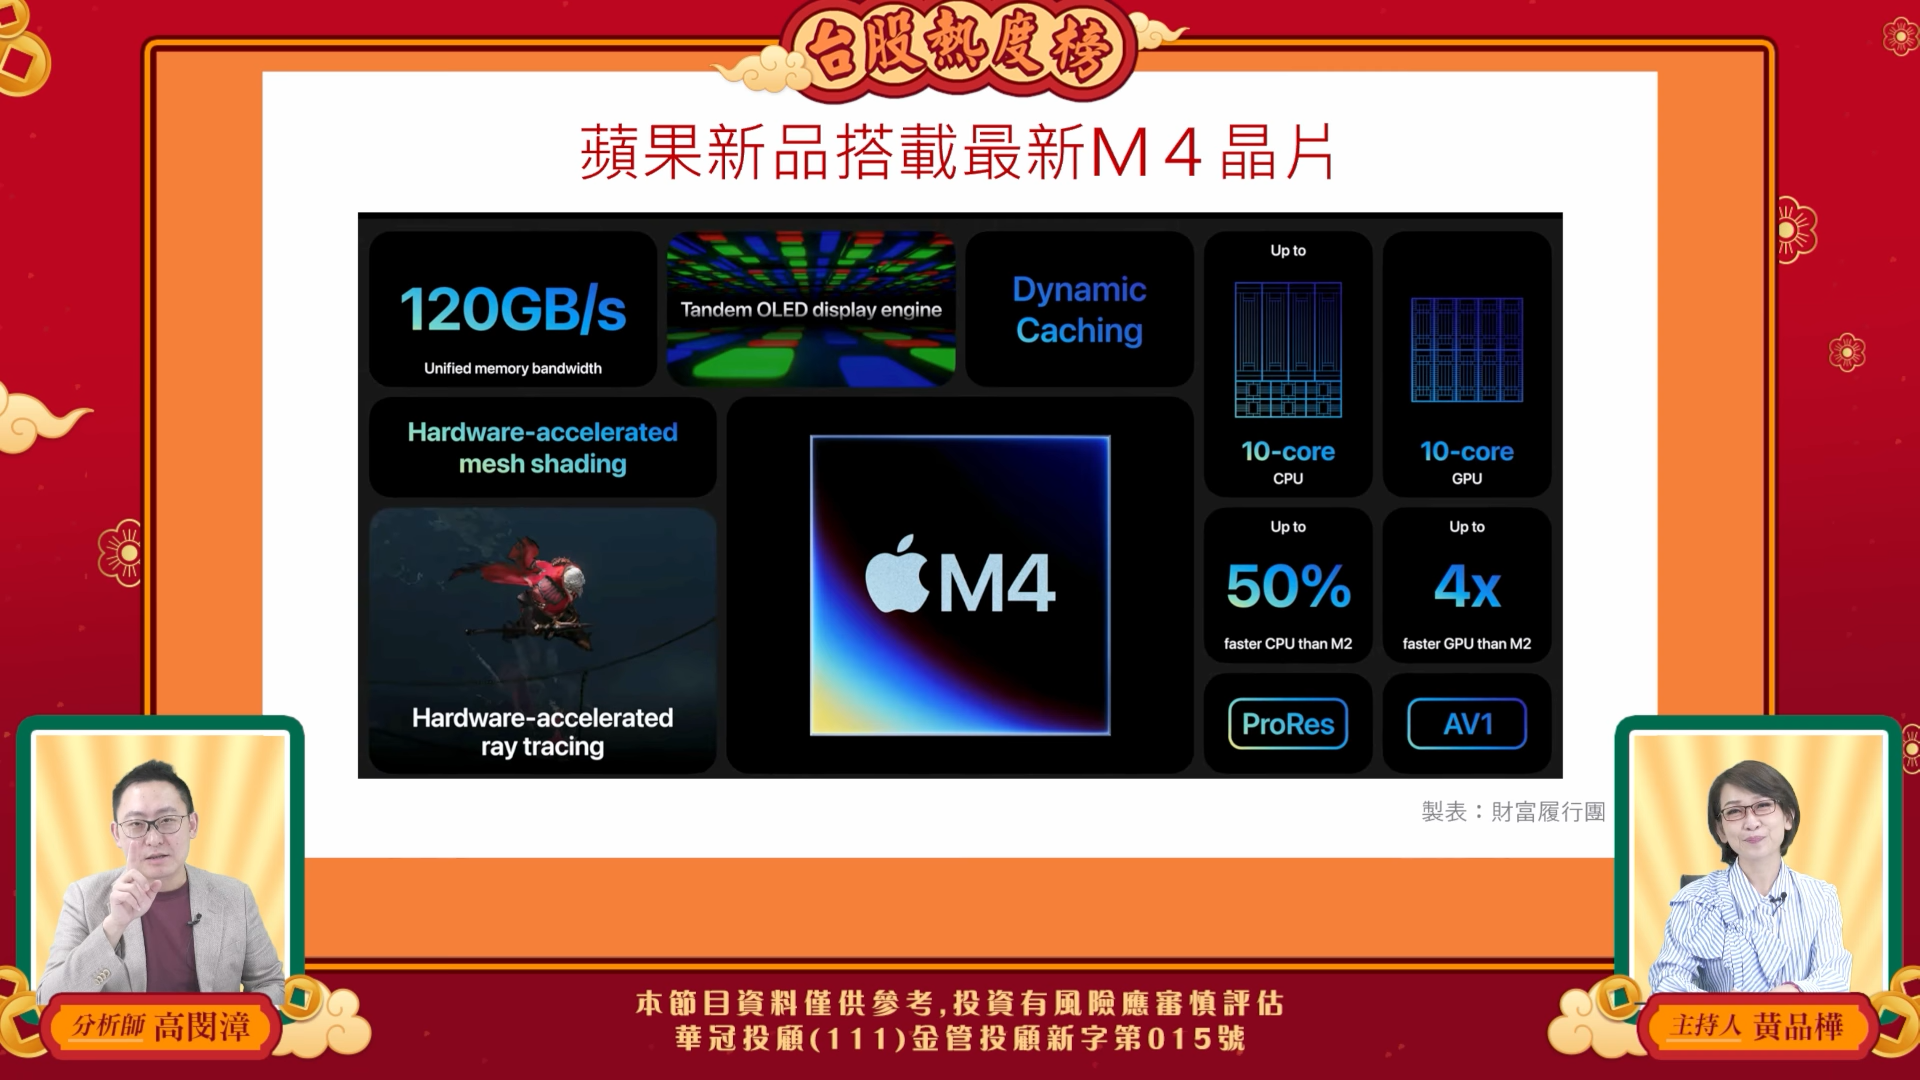 台股熱度榜
蘋果新品搭載最新M4晶片
120GB/s
Unified memory bandwidth
Tandem OLED display engine
Dynamic
Caching
Up to
10-core
CPU
10-core
GPU
Hardware-accelerated
mesh shading
M4
Up to
50%
faster CPU than M2
Up to
4x
faster GPU than M2
Hardware-accelerated
ray tracing
ProRes
AV1
製表：財富履行團
分析師 高閔漳
主持人 黃品樺
本節目資料僅供參考,投資有風險應審慎評估
華冠投顧(111)金管投顧新字第015號